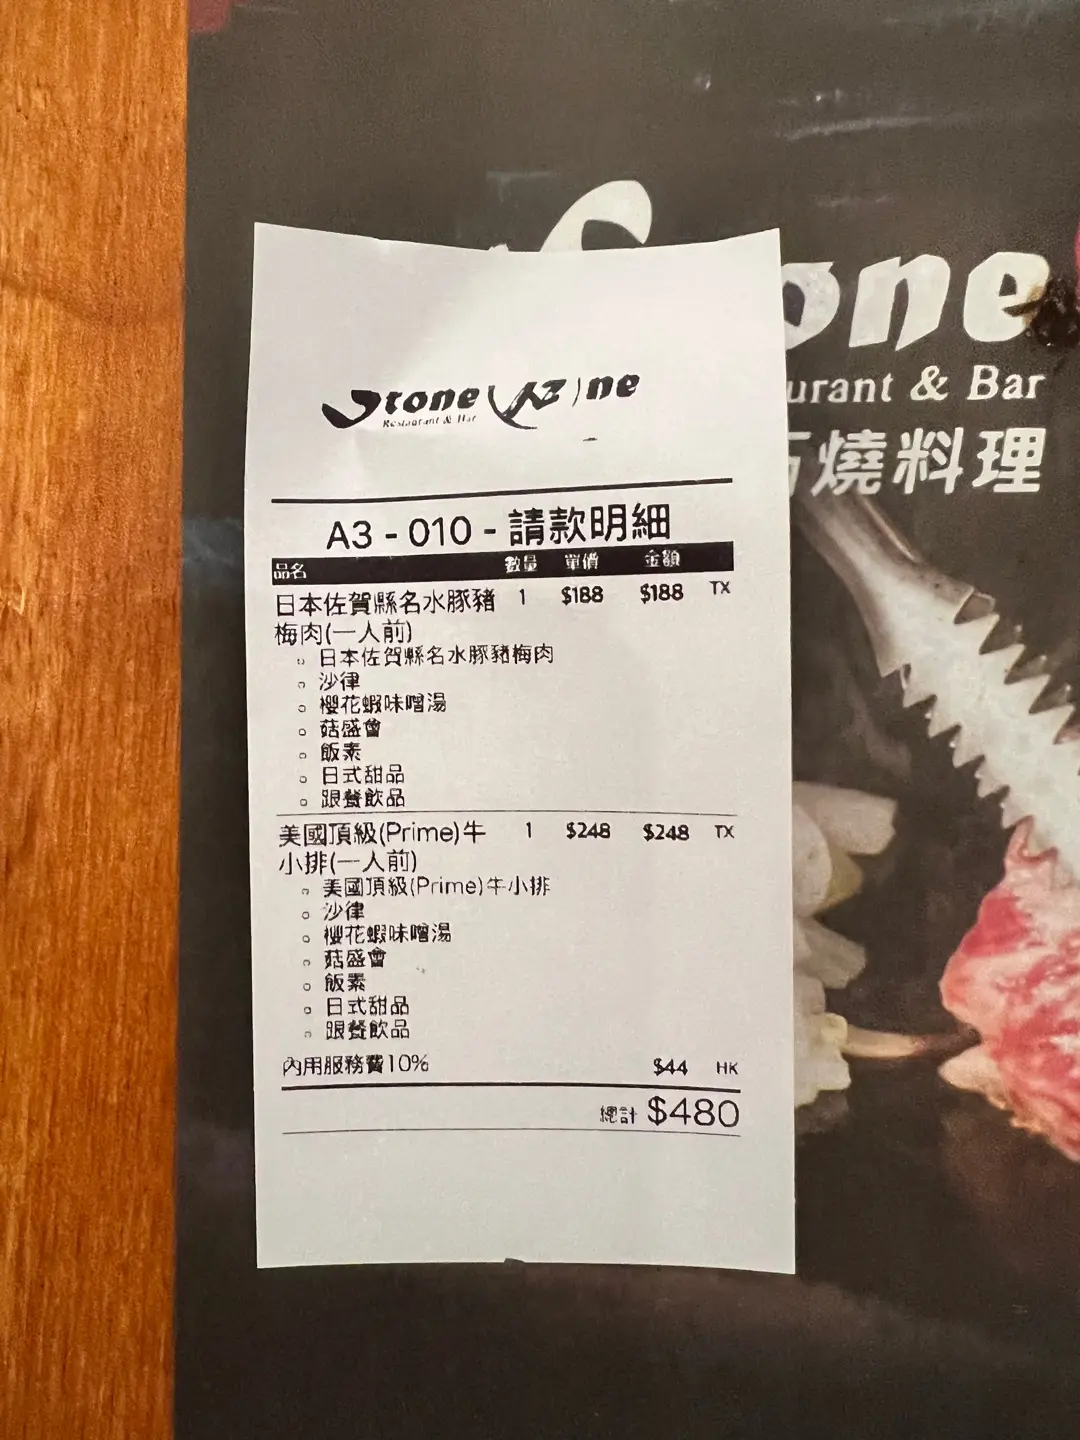 one
urant & Bar
燒料理
Stone
Restaurant & Bar
A3 - 010 - 請款明細
品名 數量 單價 金額
日本佐賀縣名水豚豬 1 $188 $188 TX
梅肉(一人前)
日本佐賀縣名水豚豬梅肉
沙律
櫻花蝦味噌湯
菇盛會
飯素
日式甜品
跟餐飲品
美國頂級(Prime)牛 1 $248 $248 TX
小排(一人前)
美國頂級(Prime)牛小排
沙律
櫻花蝦味噌湯
菇盛會
飯素
日式甜品
跟餐飲品
內用服務費10% $44 HK
總計 $480